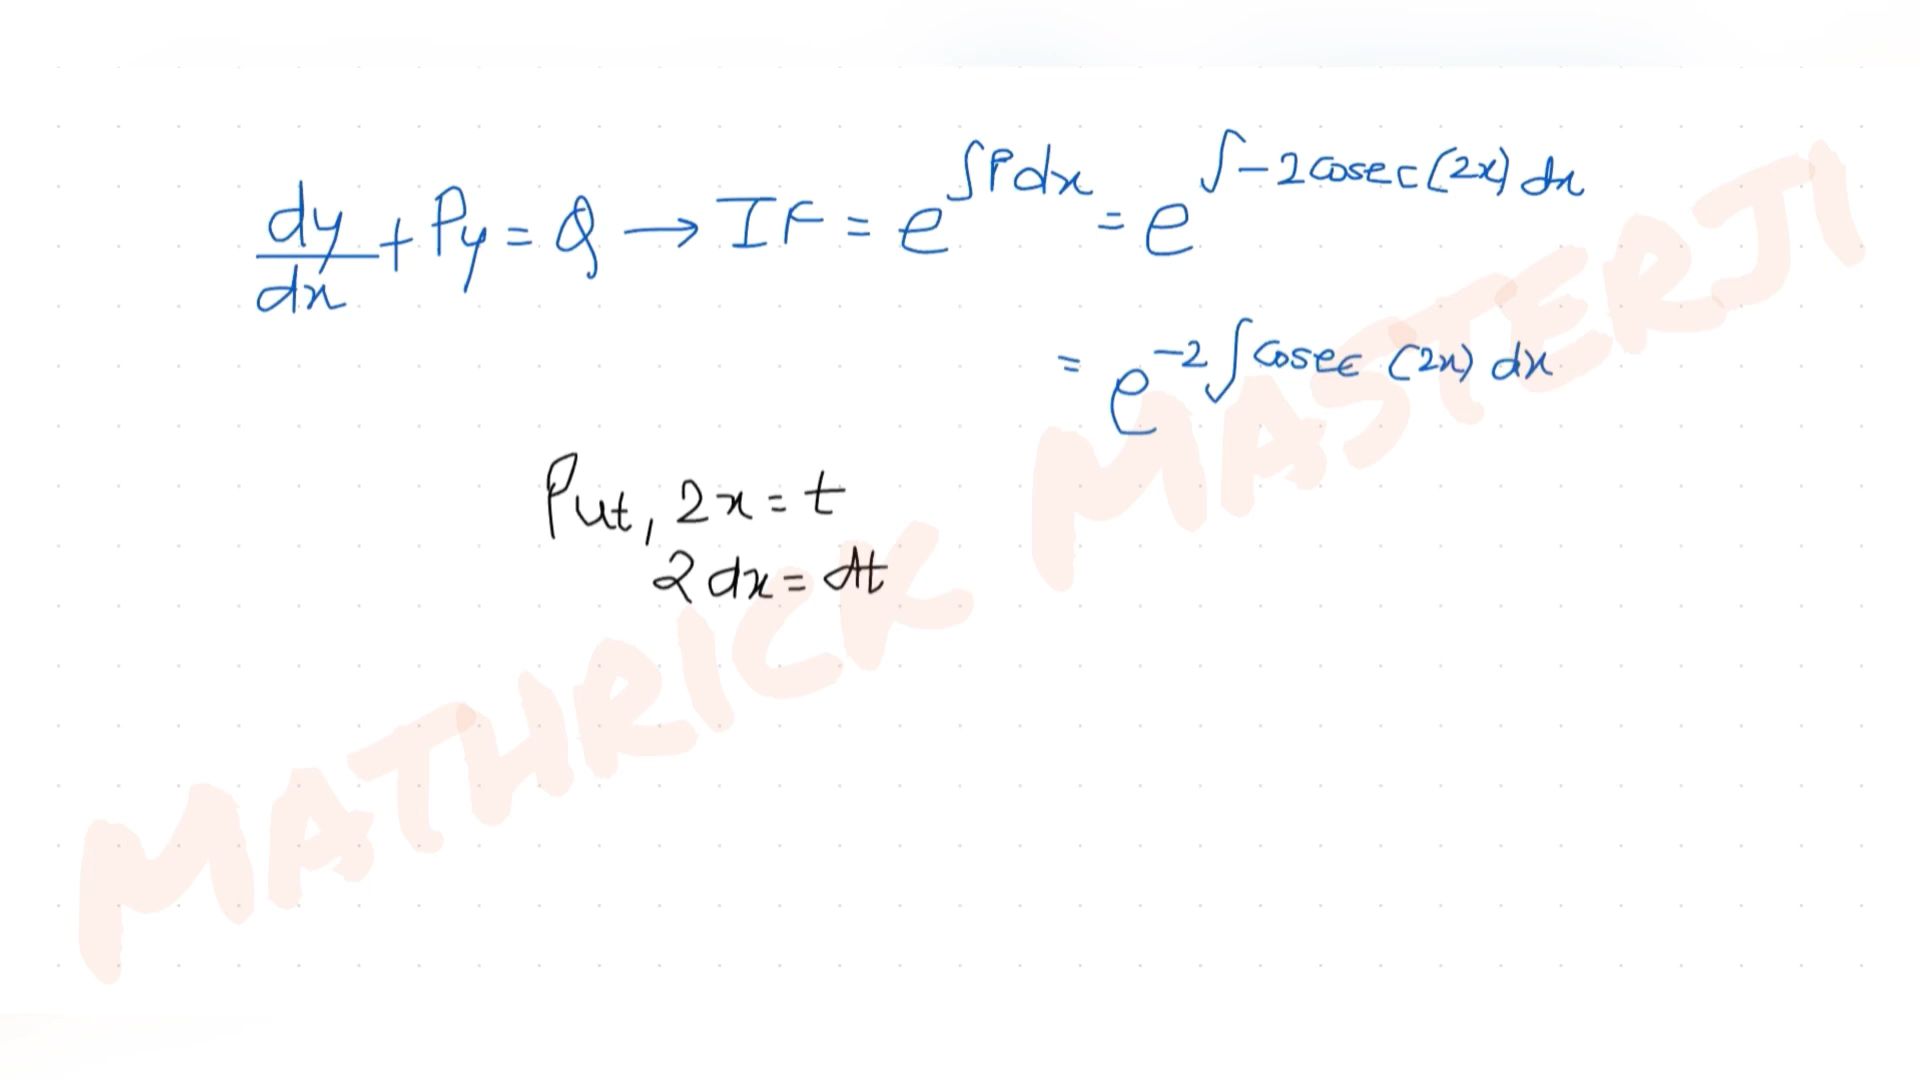 dy/dx + Py = Q → IF = e^∫Pdx = e^∫-2cosec(2x)dx
= e^-2∫cosec(2x)dx
Put, 2x = t
2dx = dt
MATHRICK MASTERJI